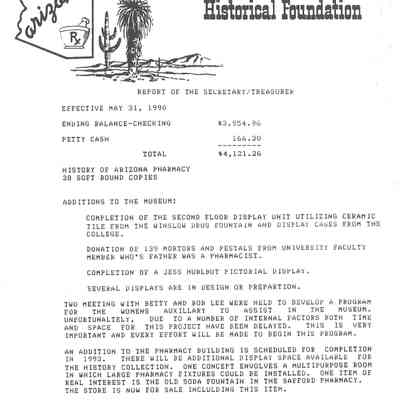 arizona
Rx
Historical Foundation
REPORT OF THE SECRETARY/TREASURER
EFFECTIVE MAY 31, 1990
ENDING BALANCE-CHECKING $3,954.96
PETTY CASH 166.30
TOTAL $4,121.26
HISTORY OF ARIZONA PHARMACY
38 SOFT BOUND COPIES
ADDITIONS TO THE MUSEUM:
COMPLETION OF THE SECOND FLOOR DISPLAY UNIT UTILIZING CERAMIC
TILE FROM THE WINSLOW DRUG FOUNTAIN AND DISPLAY CASES FROM THE
COLLEGE.
DONATION OF 139 MORTORS AND PESTALS FROM UNIVERSITY FACULTY
MEMBER WHO'S FATHER WAS A PHARMACIST.
COMPLETION OF A JESS HURLBUT PICTORIAL DISPLAY.
SEVERAL DISPLAYS ARE IN DESIGN OR PREPARTION.
TWO MEETING WITH BETTY AND BOB LEE WERE HELD TO DEVELOP A PROGRAM
FOR THE WOMENS AUXILLARY TO ASSIST IN THE MUSEUM.
UNFORTUNALTELY, DUE TO A NUMBER OF INTERNAL FACTORS BOTH TIME
AND SPACE FOR THIS PROJECT HAVE BEEN DELAYED. THIS IS VERY
IMPORTANT AND EVERY EFFORT WILL BE MADE TO BEGIN THIS PROGRAM.
AN ADDITION TO THE PHARMACY BUILDING IS SCHEDULED FOR COMPLETION
IN 1993. THERE WILL BE ADDITIONAL DISPLAY SPACE AVAILABLE FOR
THE HISTORY COLLECTION. ONE CONCEPT ENVOLVES A MULTIPURPOSE ROOM
IN WHICH LARGE PHARMACY FIXTURES COULD BE INSTALLED. ONE ITEM OF
REAL INTEREST IS THE OLD SODA FOUNTAIN IN THE SAFFORD PHARMACY.
THE STORE IS NOW FOR SALE INCLUDING THIS ITEM.